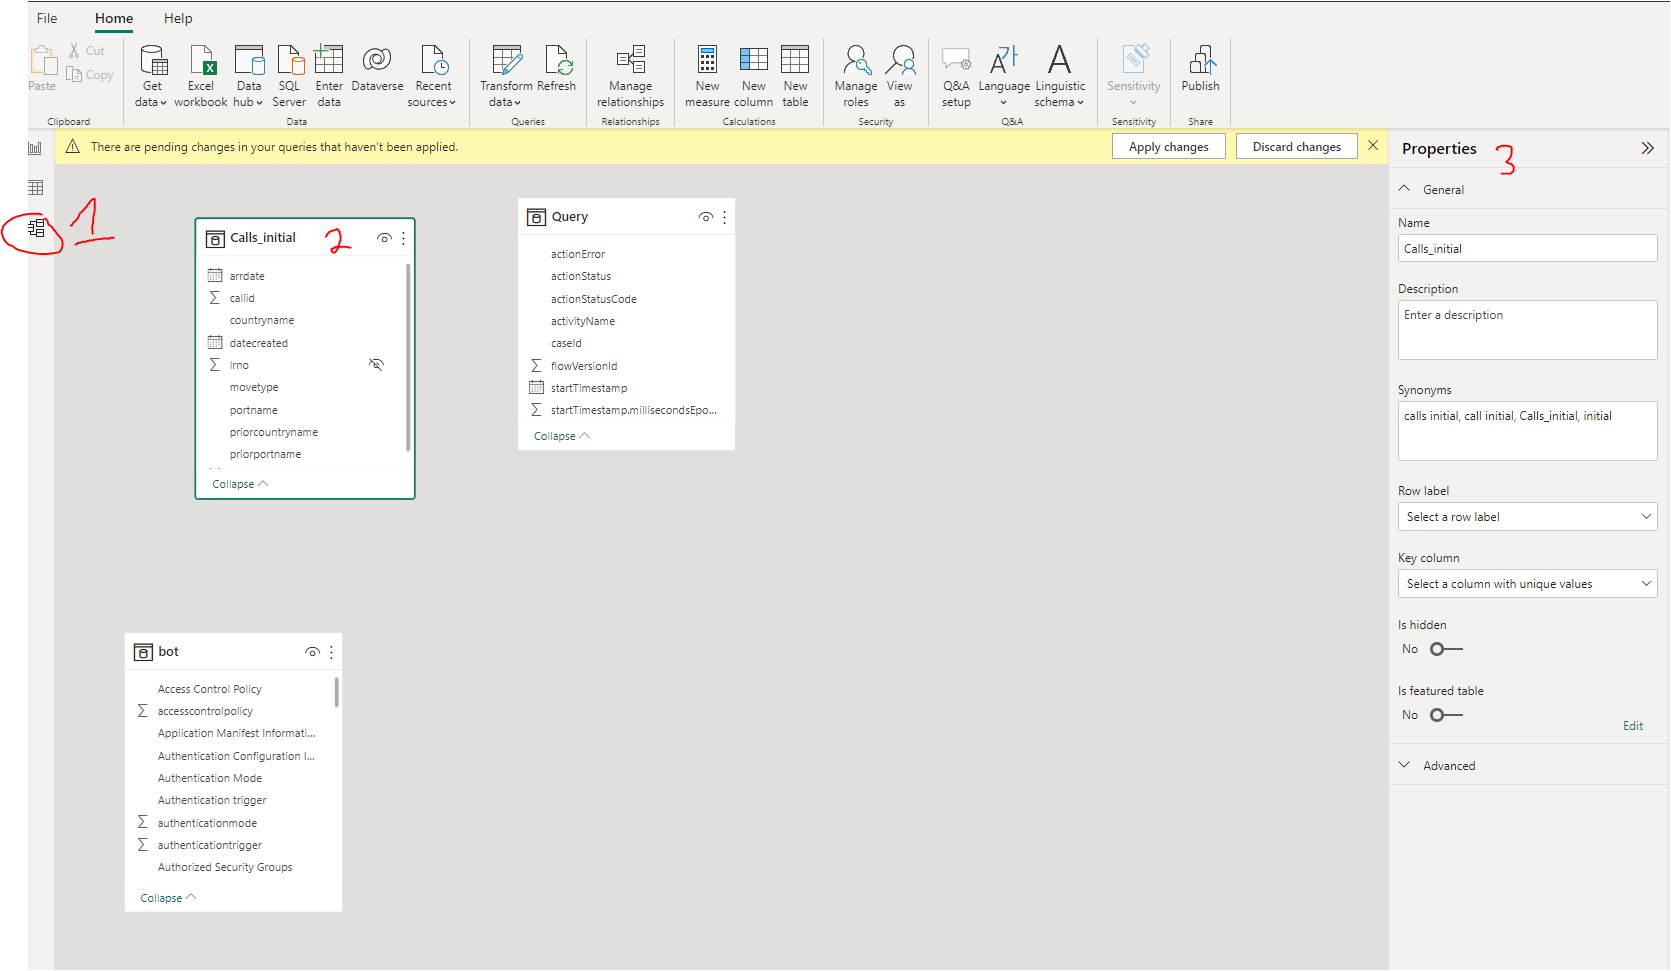 File Home Help
Paste
Cut
Copy
Clipboard
Get data
Excel workbook
Data hub
SQL Server
Enter data
Dataverse
Recent sources
Data
Transform data
Refresh
Queries
Manage relationships
Relationships
New measure
New column
New table
Calculations
Manage roles
View as
Security
Q&A setup
Language
Linguistic schema
Q&A
Sensitivity
Sensitivity
Publish
Share
There are pending changes in your queries that haven't been applied.
Apply changes
Discard changes
1
Calls_initial
2
arrdate
callid
countryname
datecreated
lrno
movetype
portname
priorcountryname
priorportname
Collapse
Query
actionError
actionStatus
actionStatusCode
activityName
caseId
flowVersionId
startTimestamp
startTimestamp.millisecondsEpo...
Collapse
bot
Access Control Policy
accesscontrolpolicy
Application Manifest Informati...
Authentication Configuration I...
Authentication Mode
Authentication trigger
authenticationmode
authenticationtrigger
Authorized Security Groups
Collapse
Properties
3
General
Name
Calls_initial
Description
Enter a description
Synonyms
calls initial, call initial, Calls_initial, initial
Row label
Select a row label
Key column
Select a column with unique values
Is hidden
No
Is featured table
No
Edit
Advanced